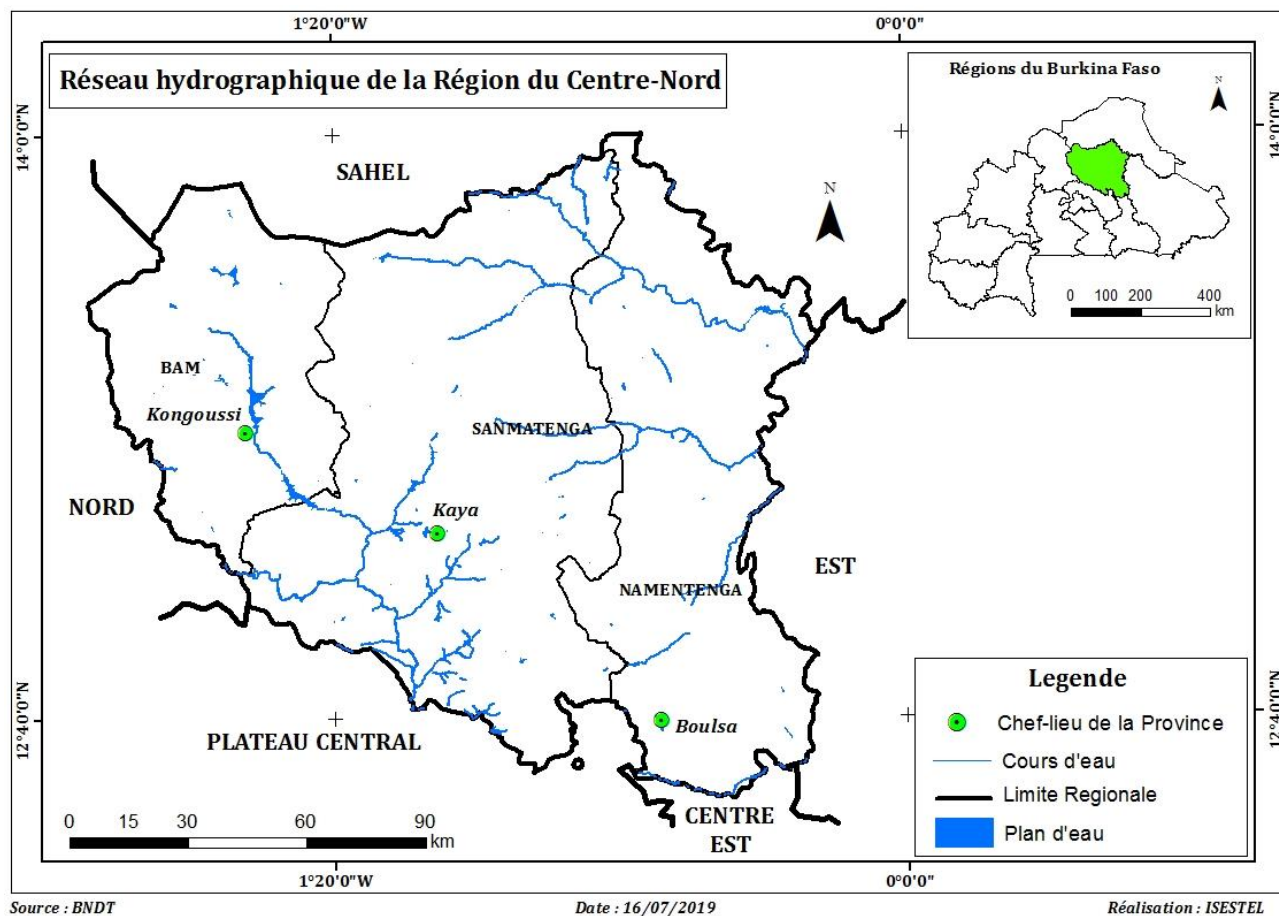 1°20'0"W
0°0'0"
Réseau hydrographique de la Région du Centre-Nord
Régions du Burkina Faso
N
14°0'0"N
14°0'0"N
SAHEL
N
0 100 200 400
km
BAM
Kongoussi
SANMATENGA
NORD
Kaya
EST
NAMENTENGA
Legende
Chef-lieu de la Province
Cours d'eau
Limite Regionale
Plan d'eau
12°40'0"N
12°40'0"N
PLATEAU CENTRAL
Boulsa
CENTRE
EST
0 15 30 60 90
km
1°20'0"W
0°0'0"
Source : BNDT
Date : 16/07/2019
Réalisation : ISESTEL